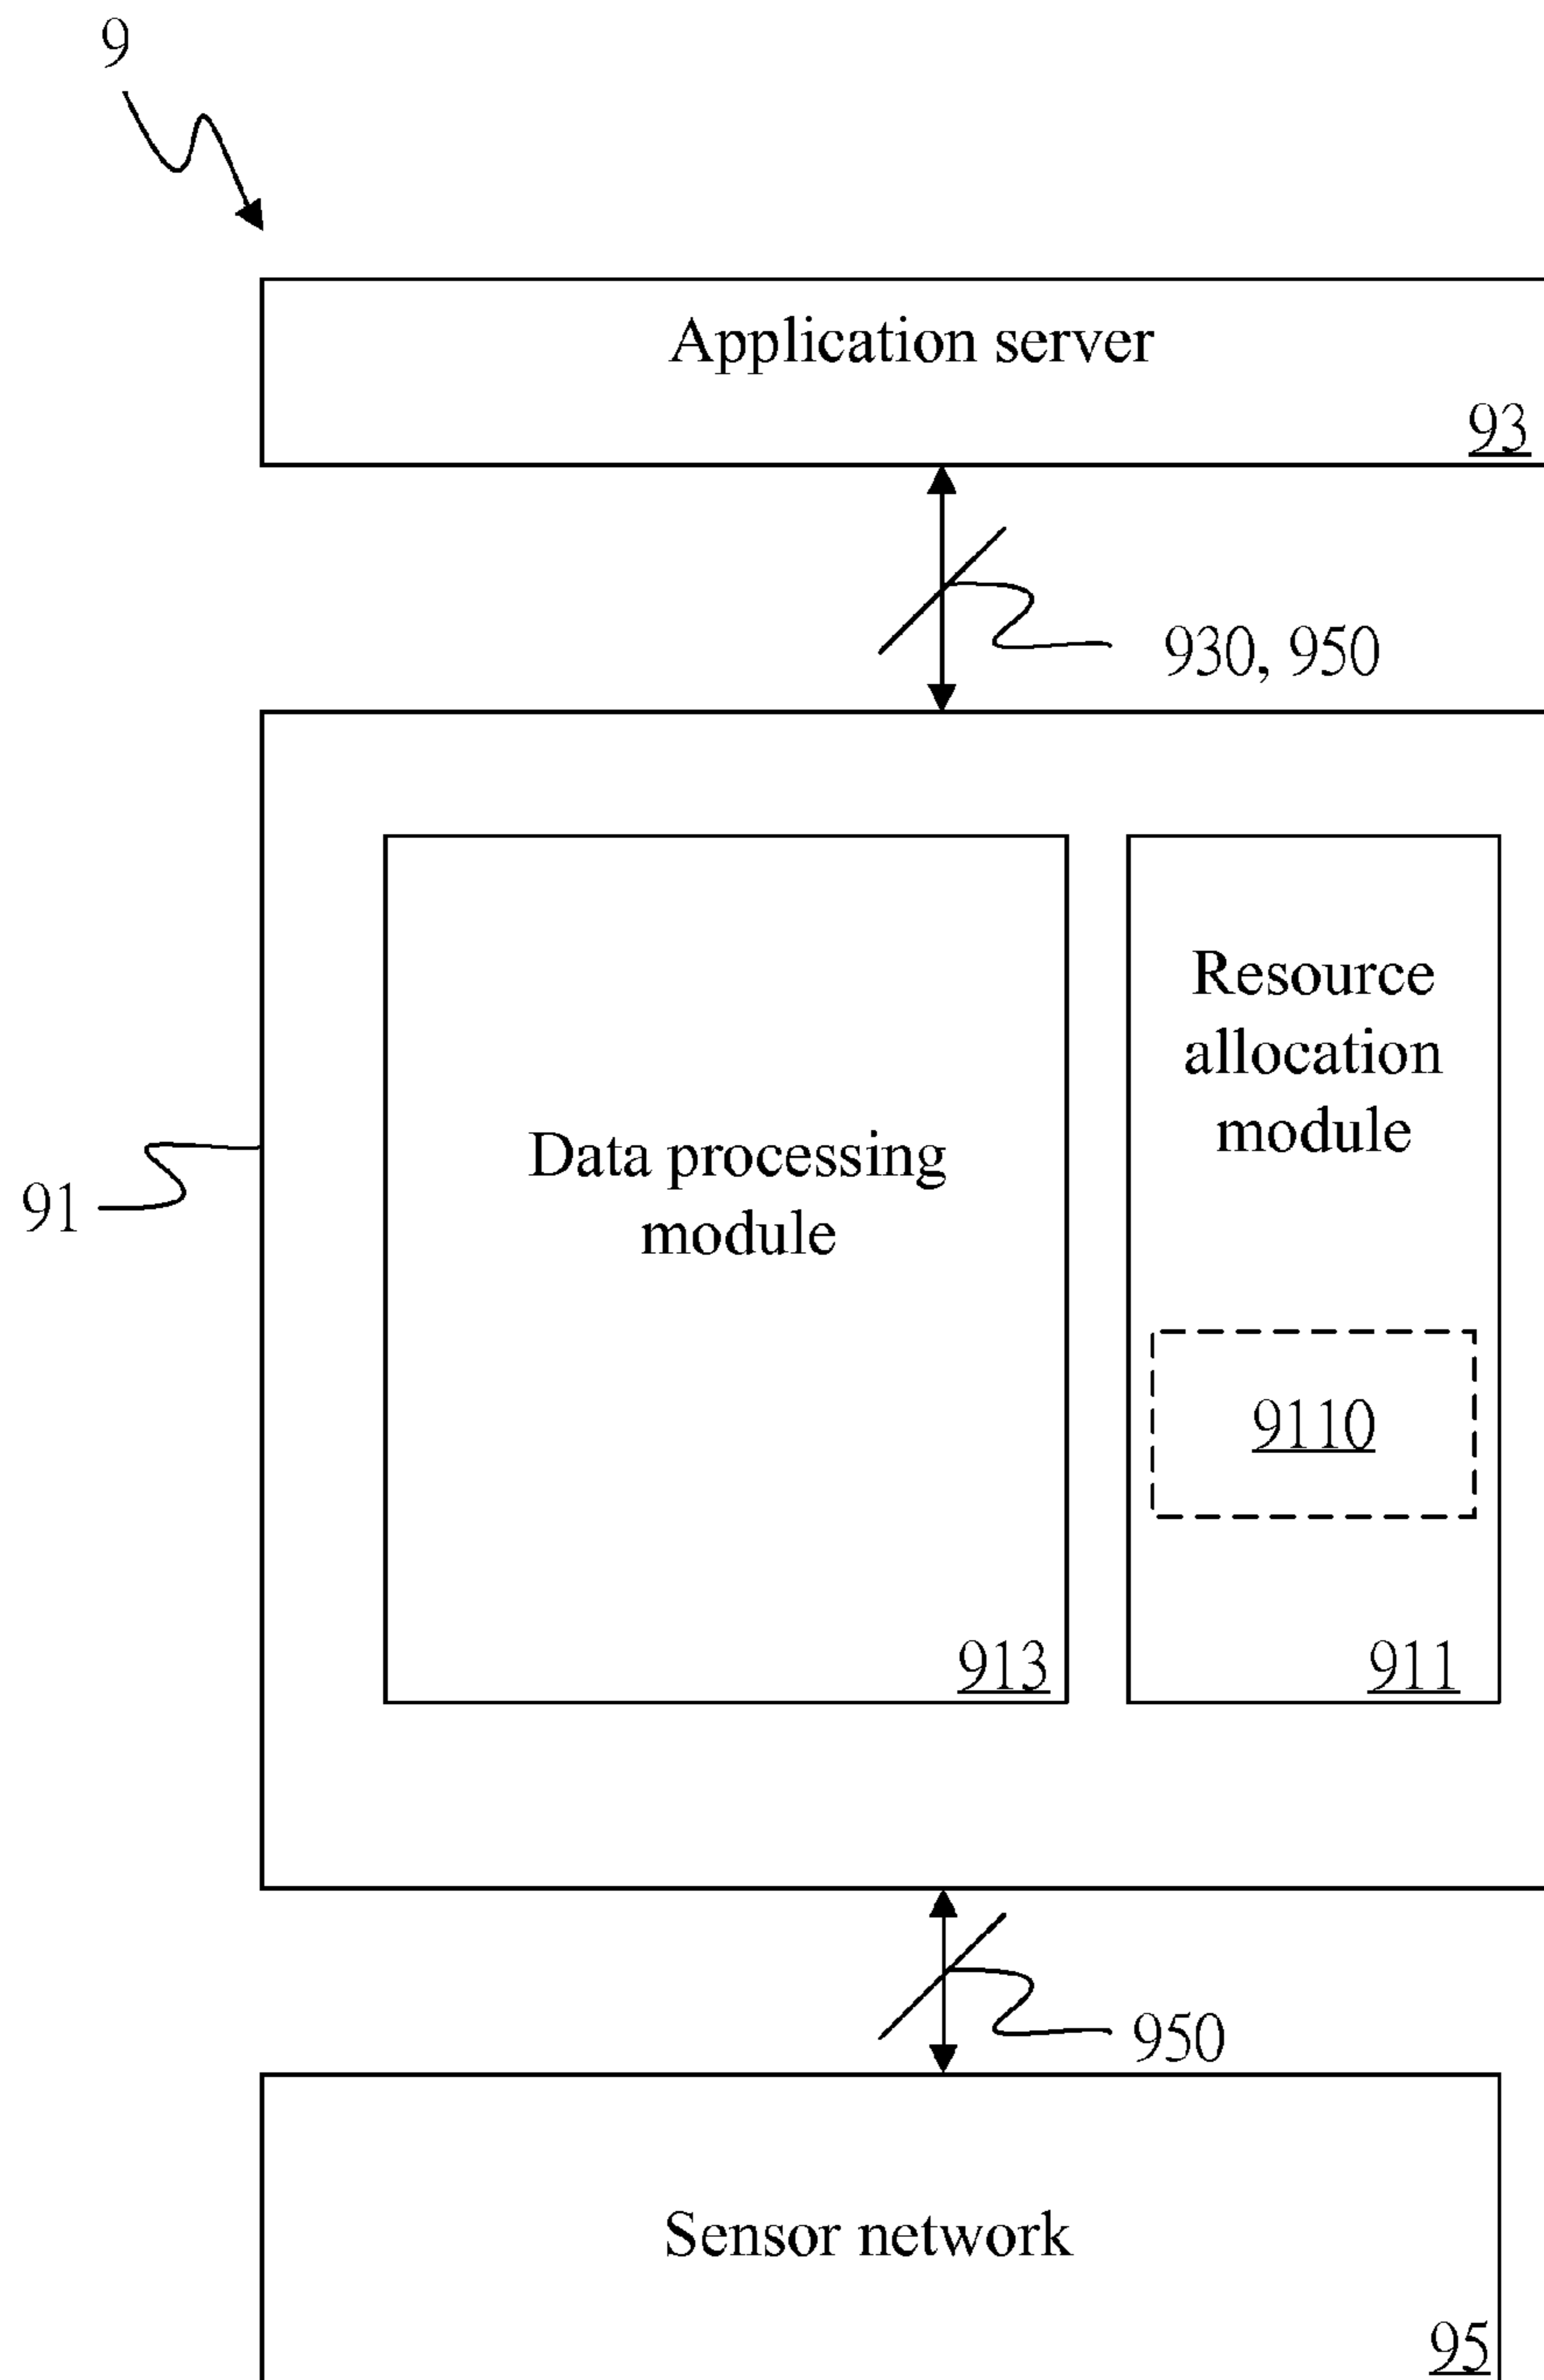 9
Application server
93
930, 950
Resource
allocation
module
Data processing
module
91
9110
913
911
950
Sensor network
95